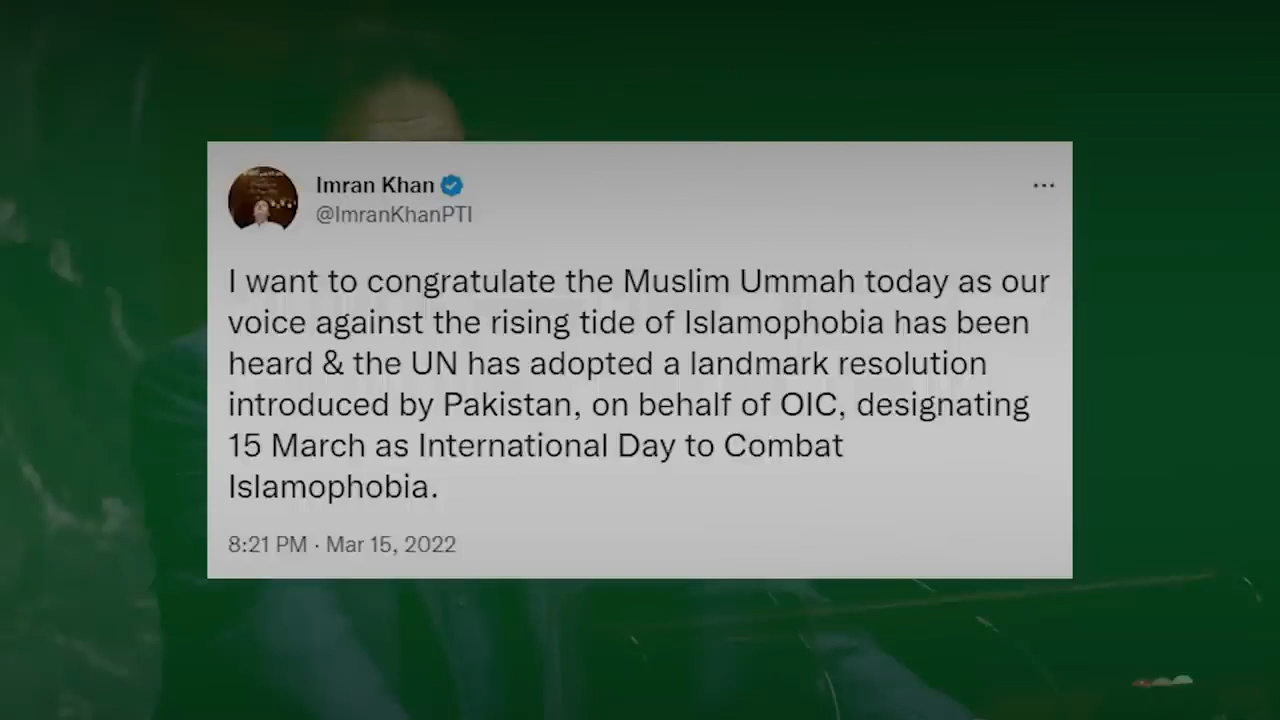 Imran Khan
@ImranKhanPTI
I want to congratulate the Muslim Ummah today as our
voice against the rising tide of Islamophobia has been
heard & the UN has adopted a landmark resolution
introduced by Pakistan, on behalf of OIC, designating
15 March as International Day to Combat
Islamophobia.
8:21 PM · Mar 15, 2022